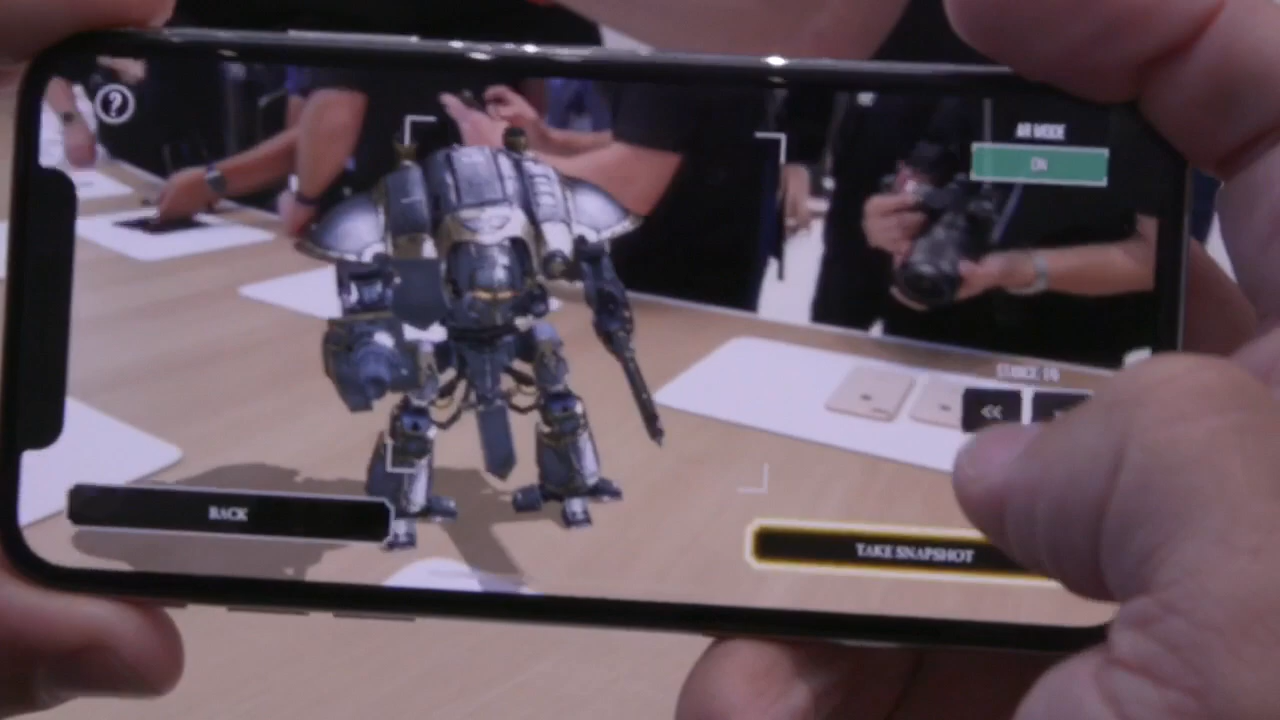 ?
AR MODE
ON
<<
BACK
TAKE SNAPSHOT